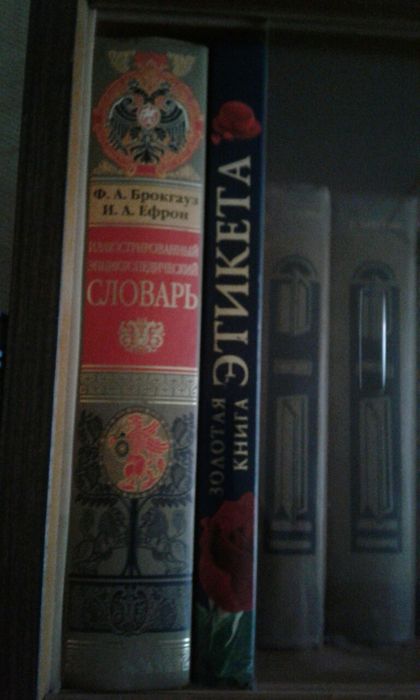 Ф. А. Брокгауз
И. А. Ефрон
ИЛЛЮСТРИРОВАННЫЙ
ЭНЦИКЛОПЕДИЧЕСКИЙ
СЛОВАРЬ
ЗОЛОТАЯ
КНИГА
ЭТИКЕТА